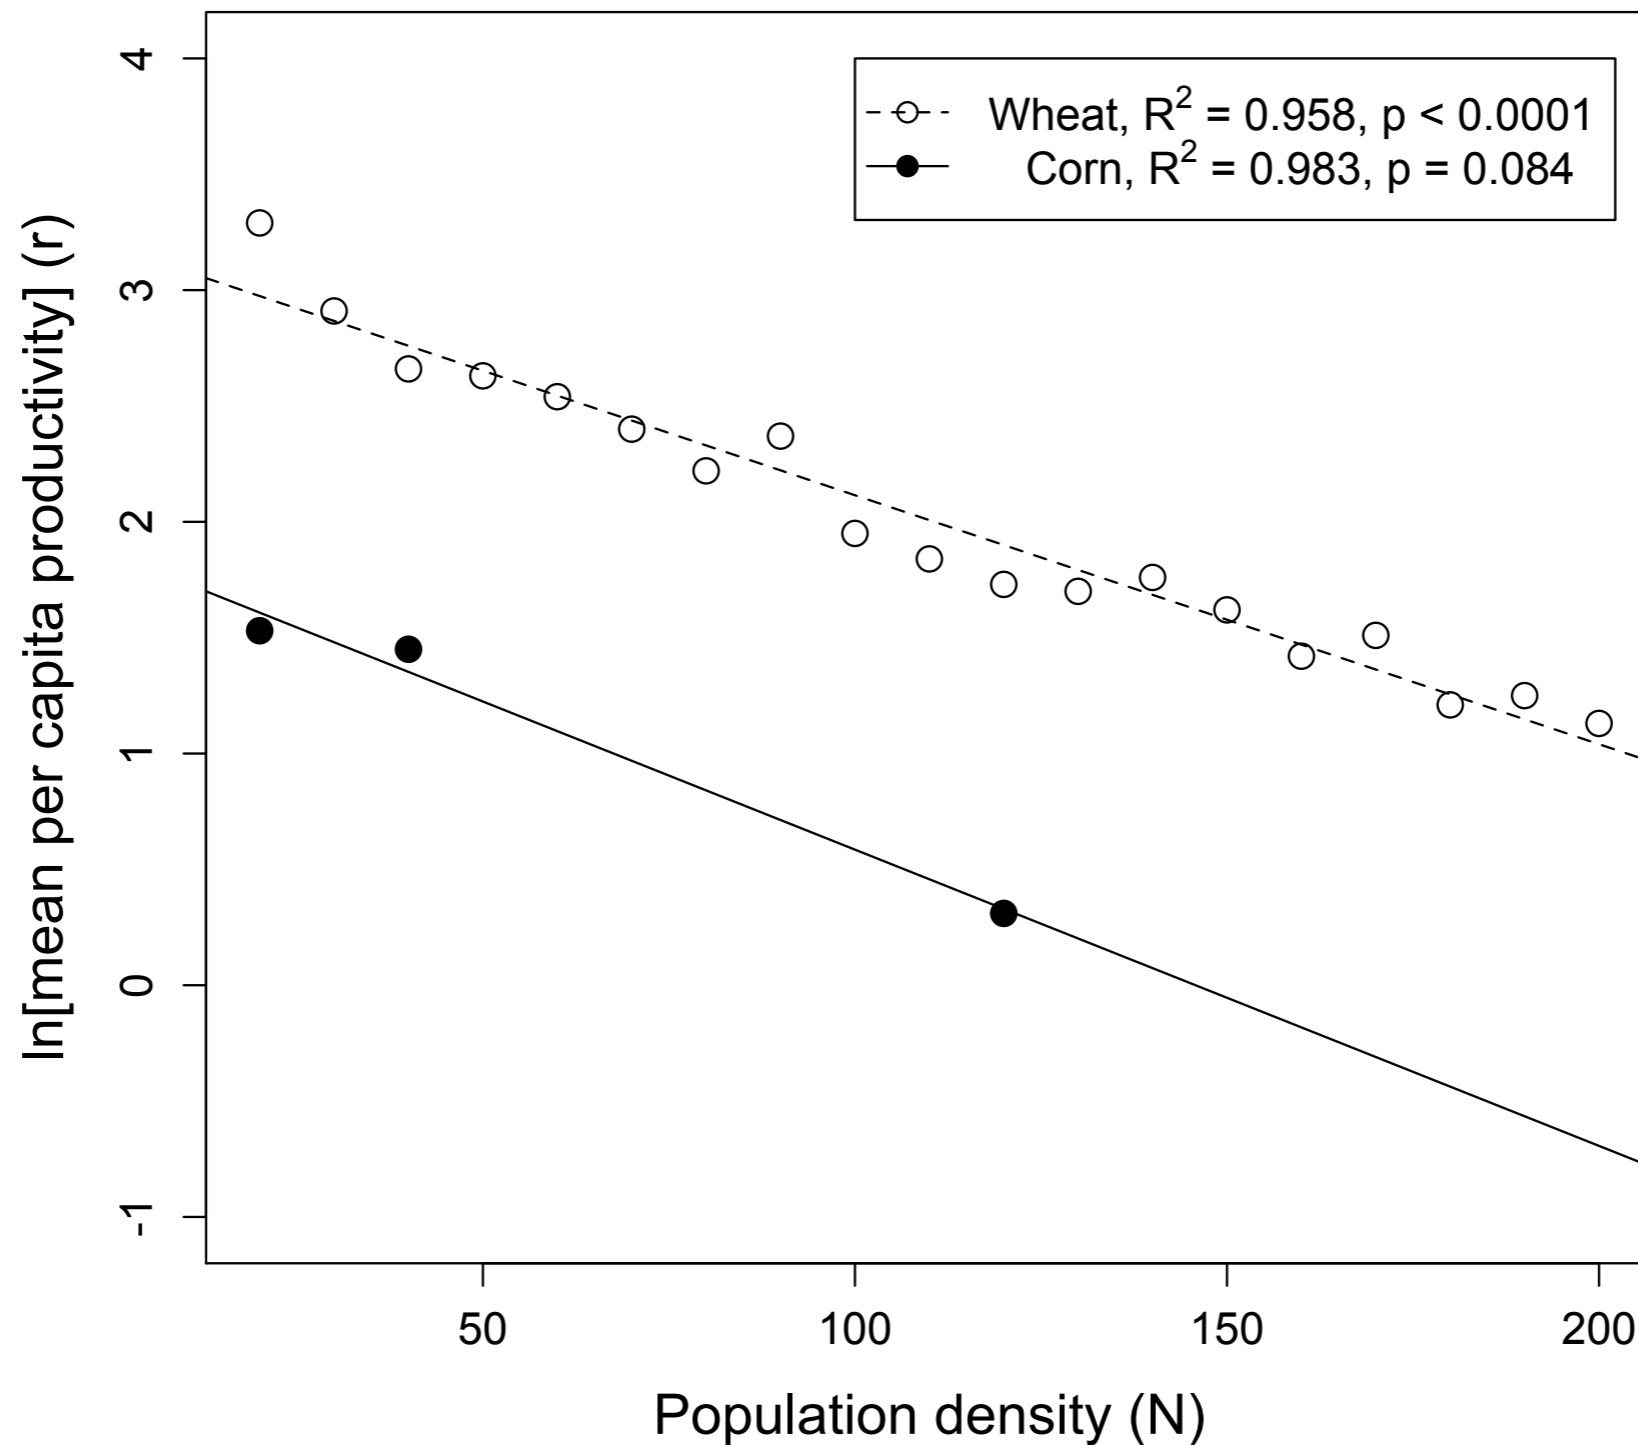 Wheat, R² = 0.958, p < 0.0001
Corn, R² = 0.983, p = 0.084
ln[mean per capita productivity] (r)
4
3
2
1
0
-1
50 100 150 200
Population density (N)